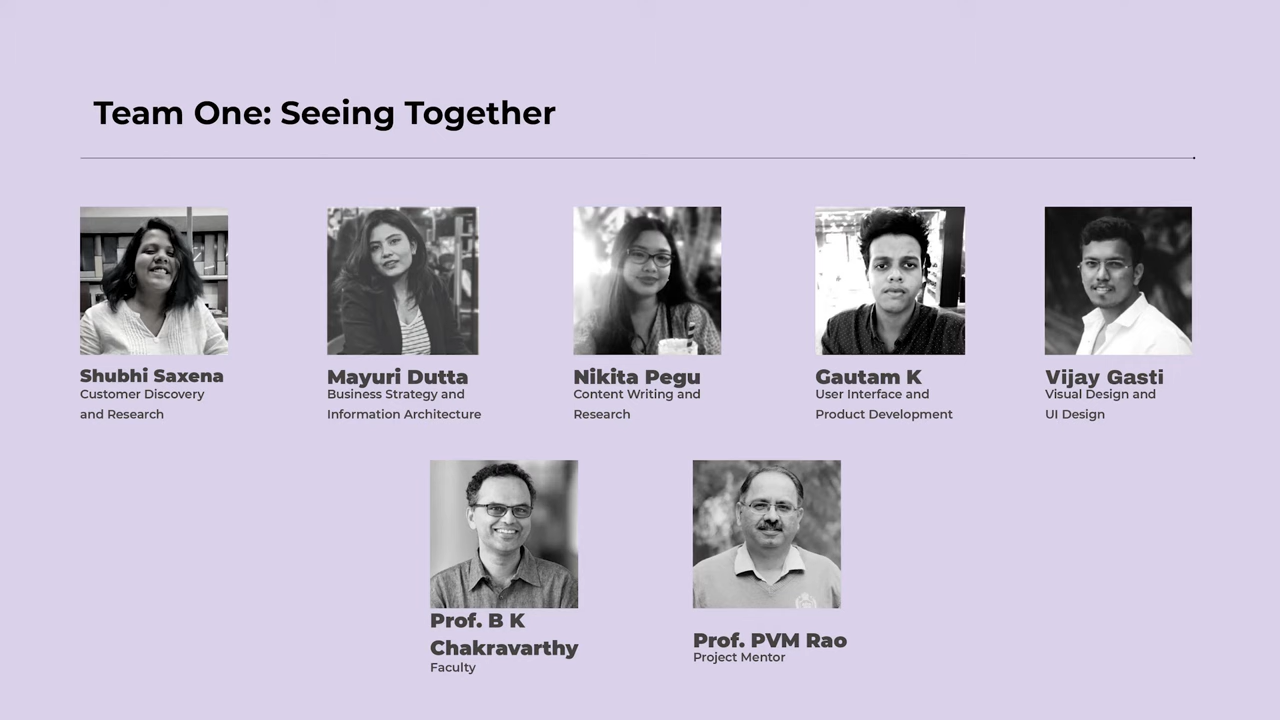 Team One: Seeing Together
Shubhi Saxena
Customer Discovery
and Research
Mayuri Dutta
Business Strategy and
Information Architecture
Nikita Pegu
Content Writing and
Research
Gautam K
User Interface and
Product Development
Vijay Gasti
Visual Design and
UI Design
Prof. B K
Chakravarthy
Faculty
Prof. PVM Rao
Project Mentor